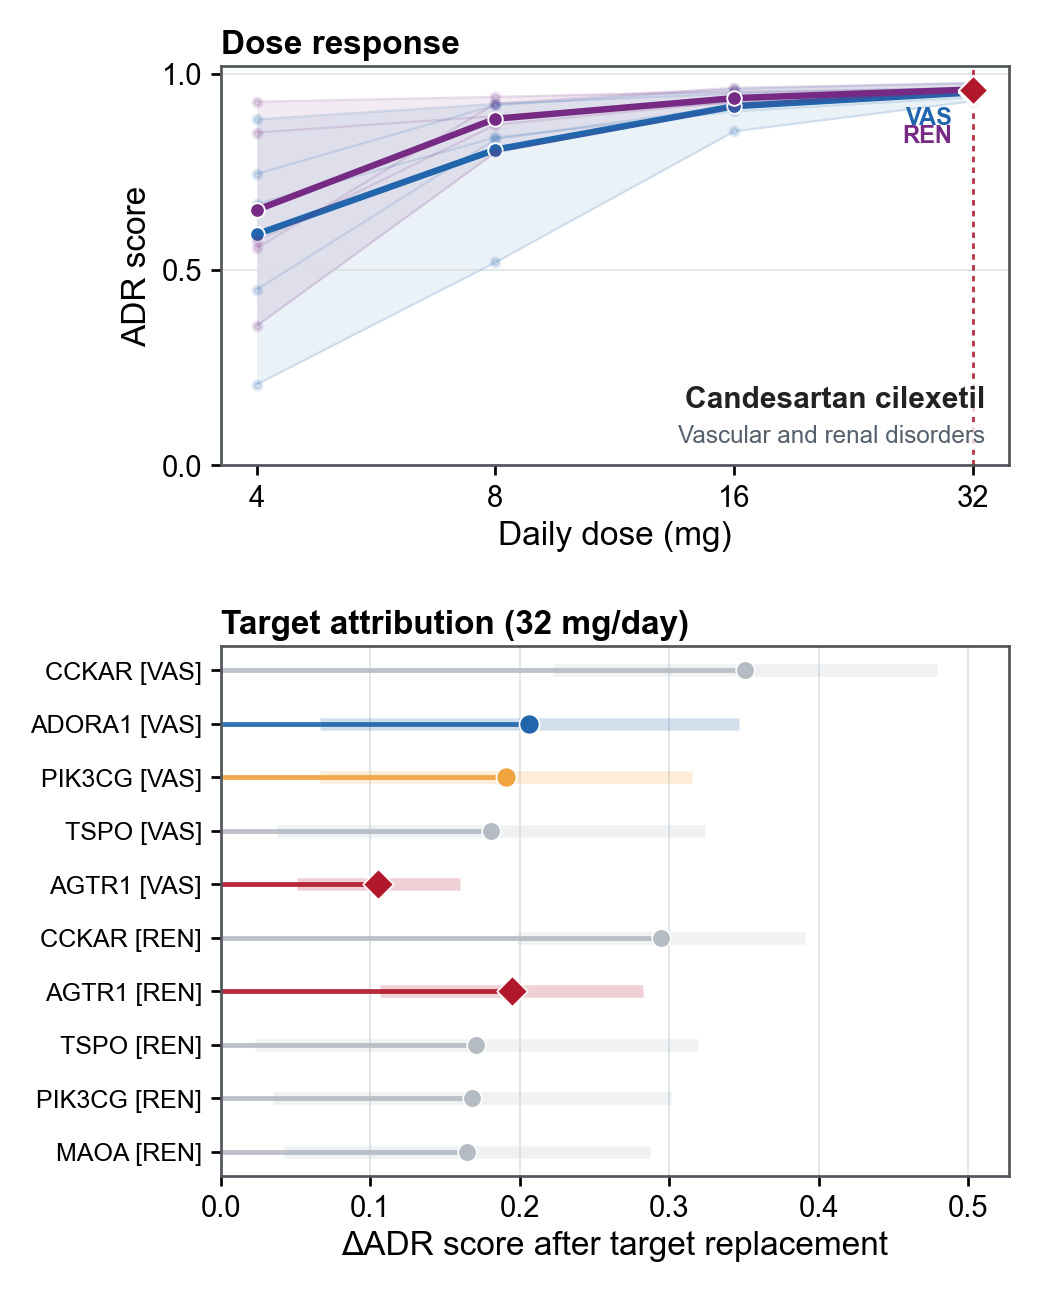 Dose response
1.0
0.5
0.0
ADR score
VAS
REN
Candesartan cilexetil
Vascular and renal disorders
4 8 16 32
Daily dose (mg)
Target attribution (32 mg/day)
CCKAR [VAS]
ADORA1 [VAS]
PIK3CG [VAS]
TSPO [VAS]
AGTR1 [VAS]
CCKAR [REN]
AGTR1 [REN]
TSPO [REN]
PIK3CG [REN]
MAOA [REN]
0.0 0.1 0.2 0.3 0.4 0.5
ΔADR score after target replacement